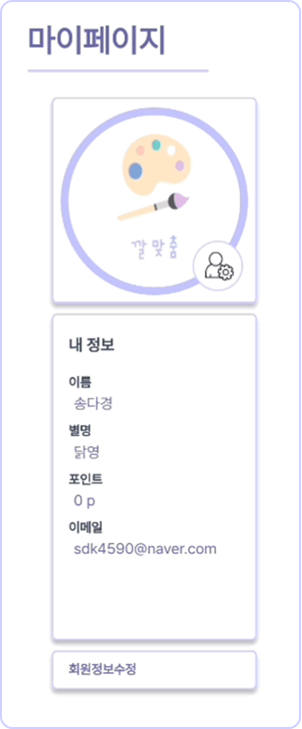 마이페이지
깔 맞춤
내 정보
이름
송다경
별명
닭영
포인트
0 p
이메일
sdk4590@naver.com
회원정보수정